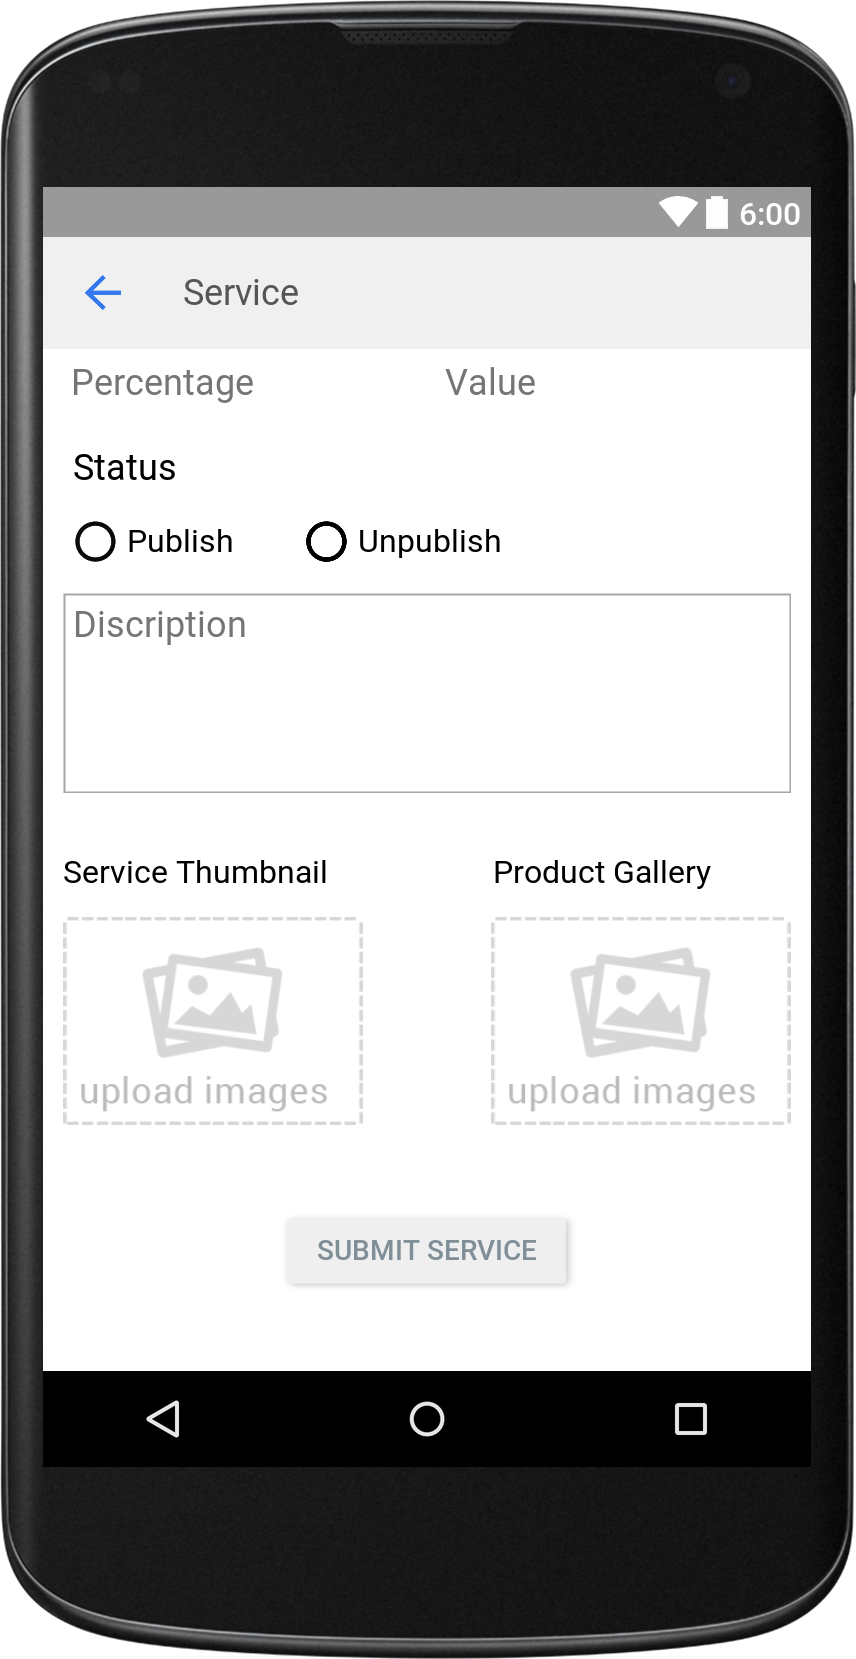 6:00
Service
Percentage Value
Status
Publish Unpublish
Discription
Service Thumbnail Product Gallery
upload images upload images
SUBMIT SERVICE